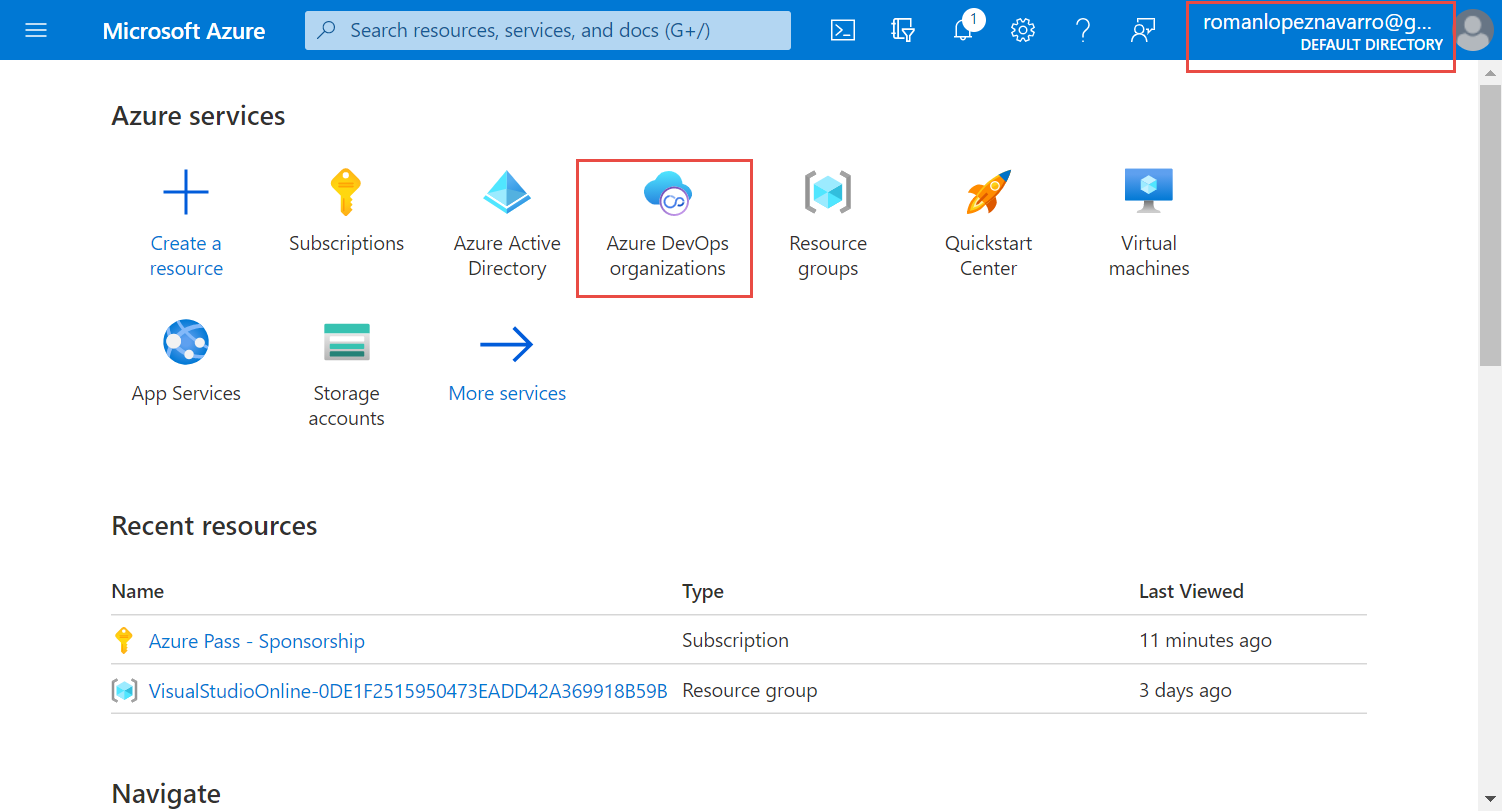 Microsoft Azure
Search resources, services, and docs (G+/)
1
romanlopeznavarro@g...
DEFAULT DIRECTORY
Azure services
Create a
resource
Subscriptions
Azure Active
Directory
Azure DevOps
organizations
Resource
groups
Quickstart
Center
Virtual
machines
App Services
Storage
accounts
More services
Recent resources
Name Type Last Viewed
Azure Pass - Sponsorship Subscription 11 minutes ago
VisualStudioOnline-0DE1F2515950473EADD42A369918B59B Resource group 3 days ago
Navigate